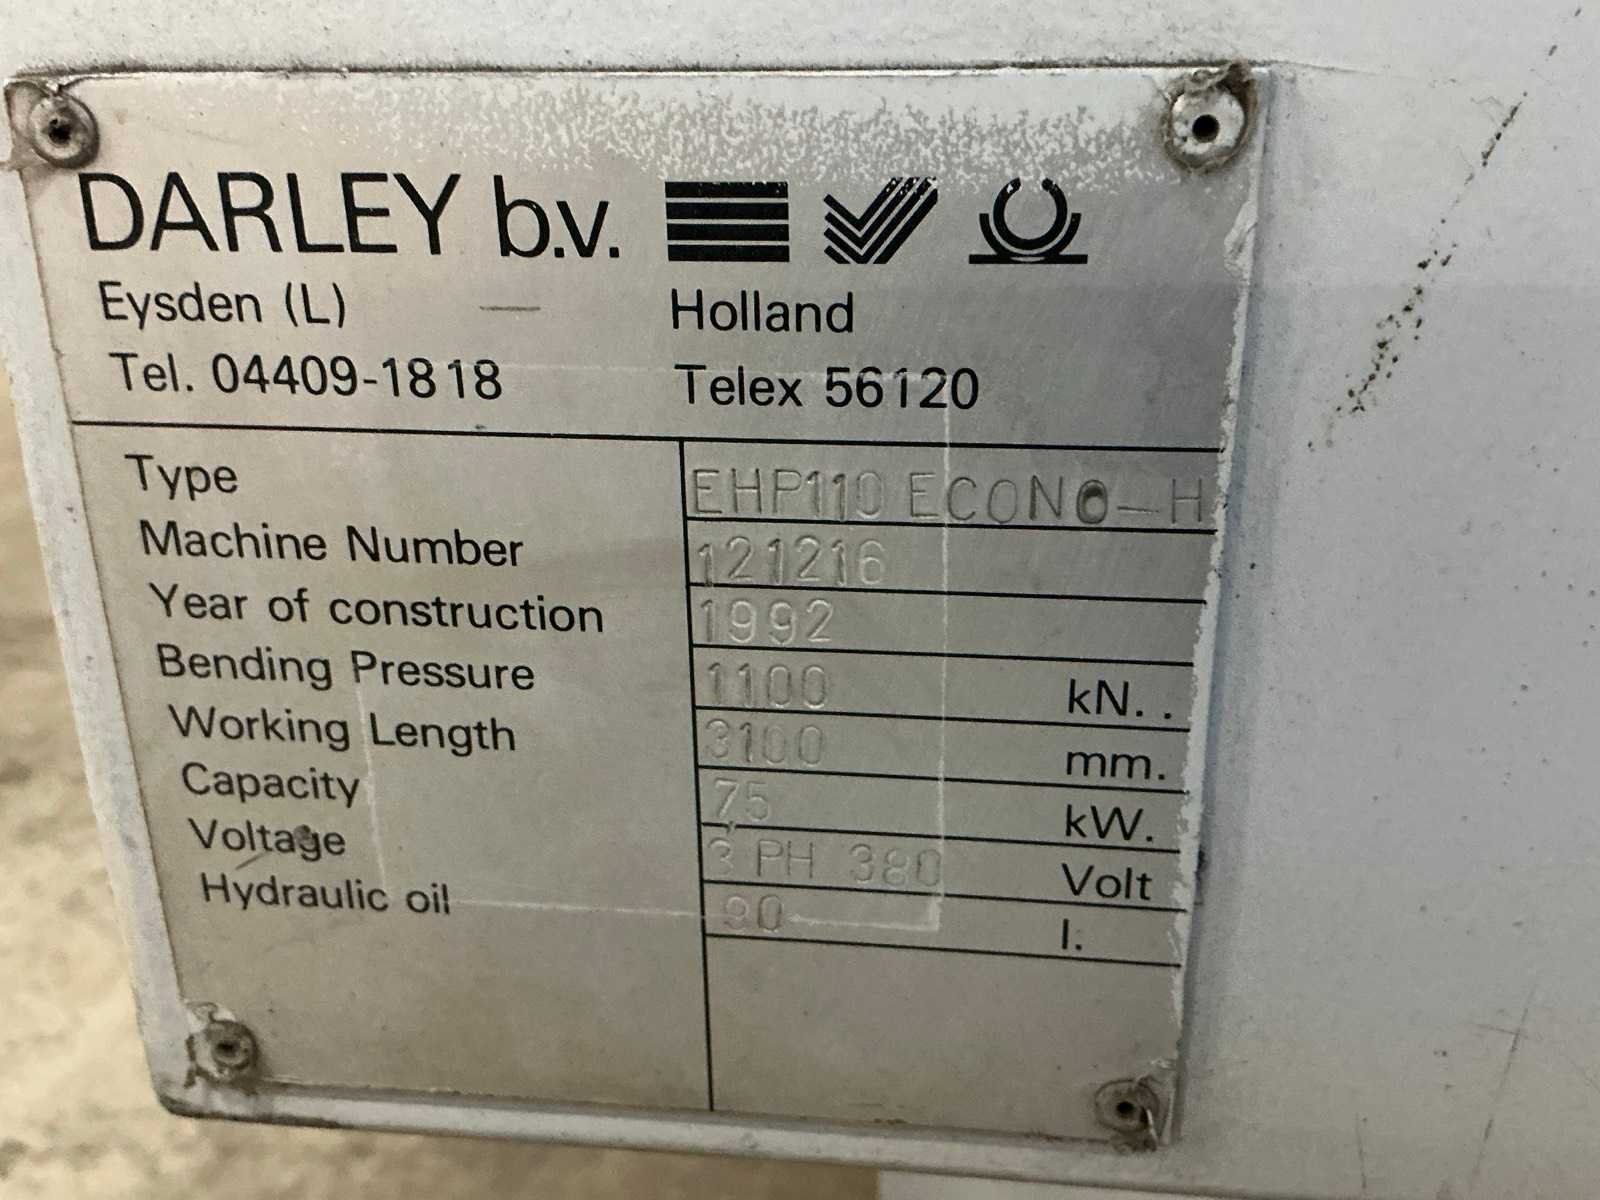 DARLEY b.v.
Eysden (L) — Holland
Tel. 04409-1818 Telex 56120
Type EHP110 ECONO-H
Machine Number 121216
Year of construction 1992
Bending Pressure 1100 kN. .
Working Length 3100 mm.
Capacity 7,5 kW.
Voltage 3 PH 380 Volt
Hydraulic oil 90 l.